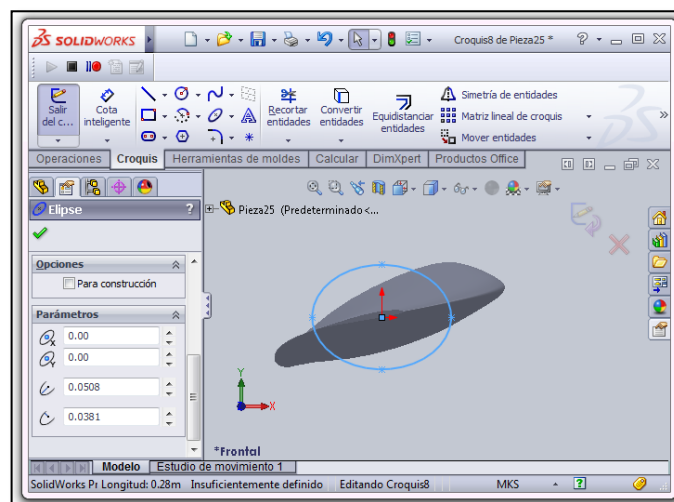 SOLIDWORKS
Croquis8 de Pieza25 *
Salir del c...
Cota inteligente
Recortar entidades
Convertir entidades
Equidistanciar entidades
Simetría de entidades
Matriz lineal de croquis
Mover entidades
Operaciones Croquis Herramientas de moldes Calcular DimXpert Productos Office
Elipse ?
Pieza25 (Predeterminado<...
Opciones
Para construcción
Parámetros
0.00
0.00
0.0508
0.0381
Y
X
*Frontal
Modelo Estudio de movimiento 1
SolidWorks Pr Longitud: 0.28m Insuficientemente definido Editando Croquis8 MKS ?